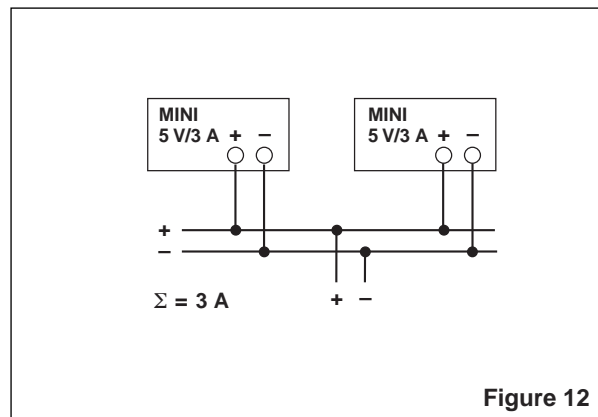 MINI
5 V/3 A + −
MINI
5 V/3 A + −
+
−
Σ = 3 A
+ −
Figure 12